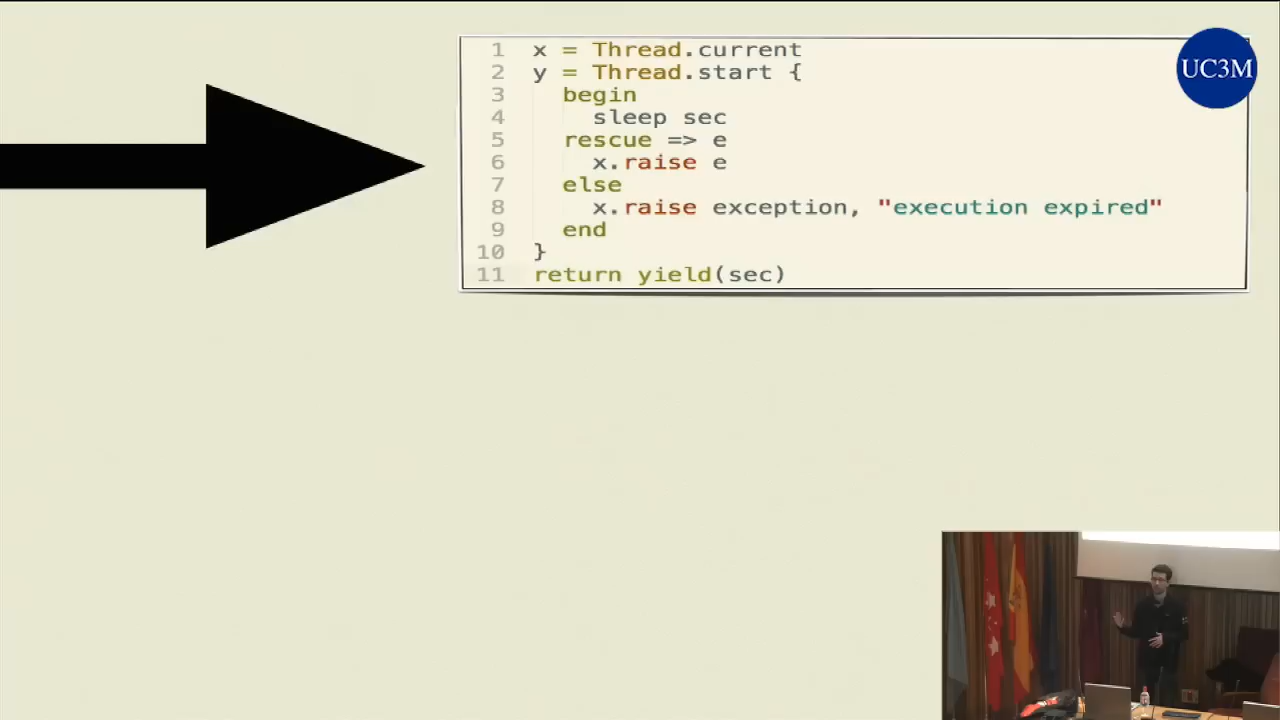 1 x = Thread.current
2 y = Thread.start {
3 begin
4 sleep sec
5 rescue => e
6 x.raise e
7 else
8 x.raise exception, "execution expired"
9 end
10 }
11 return yield(sec)
UC3M